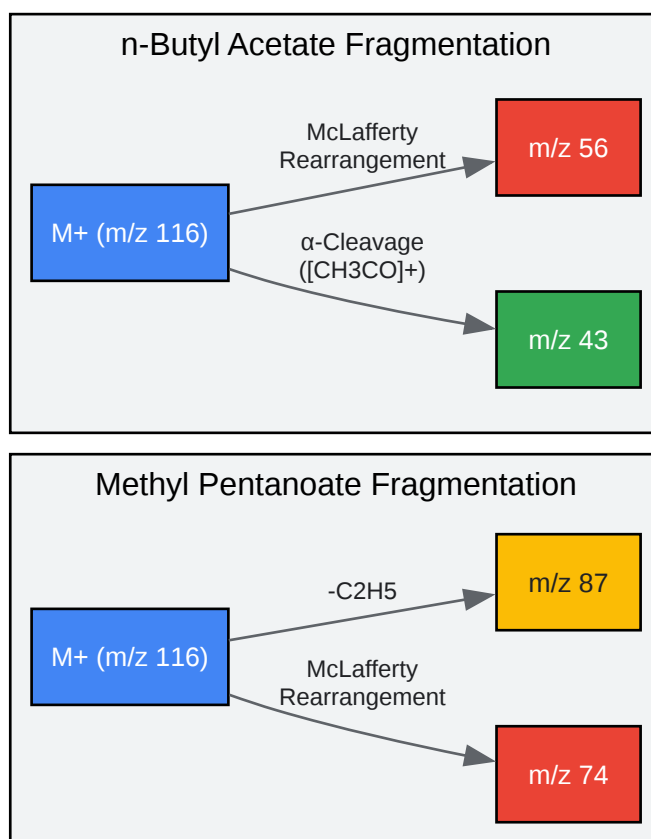 n-Butyl Acetate Fragmentation
McLafferty
Rearrangement
m/z 56
M+ (m/z 116)
α-Cleavage
([CH3CO]+)
m/z 43
Methyl Pentanoate Fragmentation
-C2H5
m/z 87
M+ (m/z 116)
McLafferty
Rearrangement
m/z 74